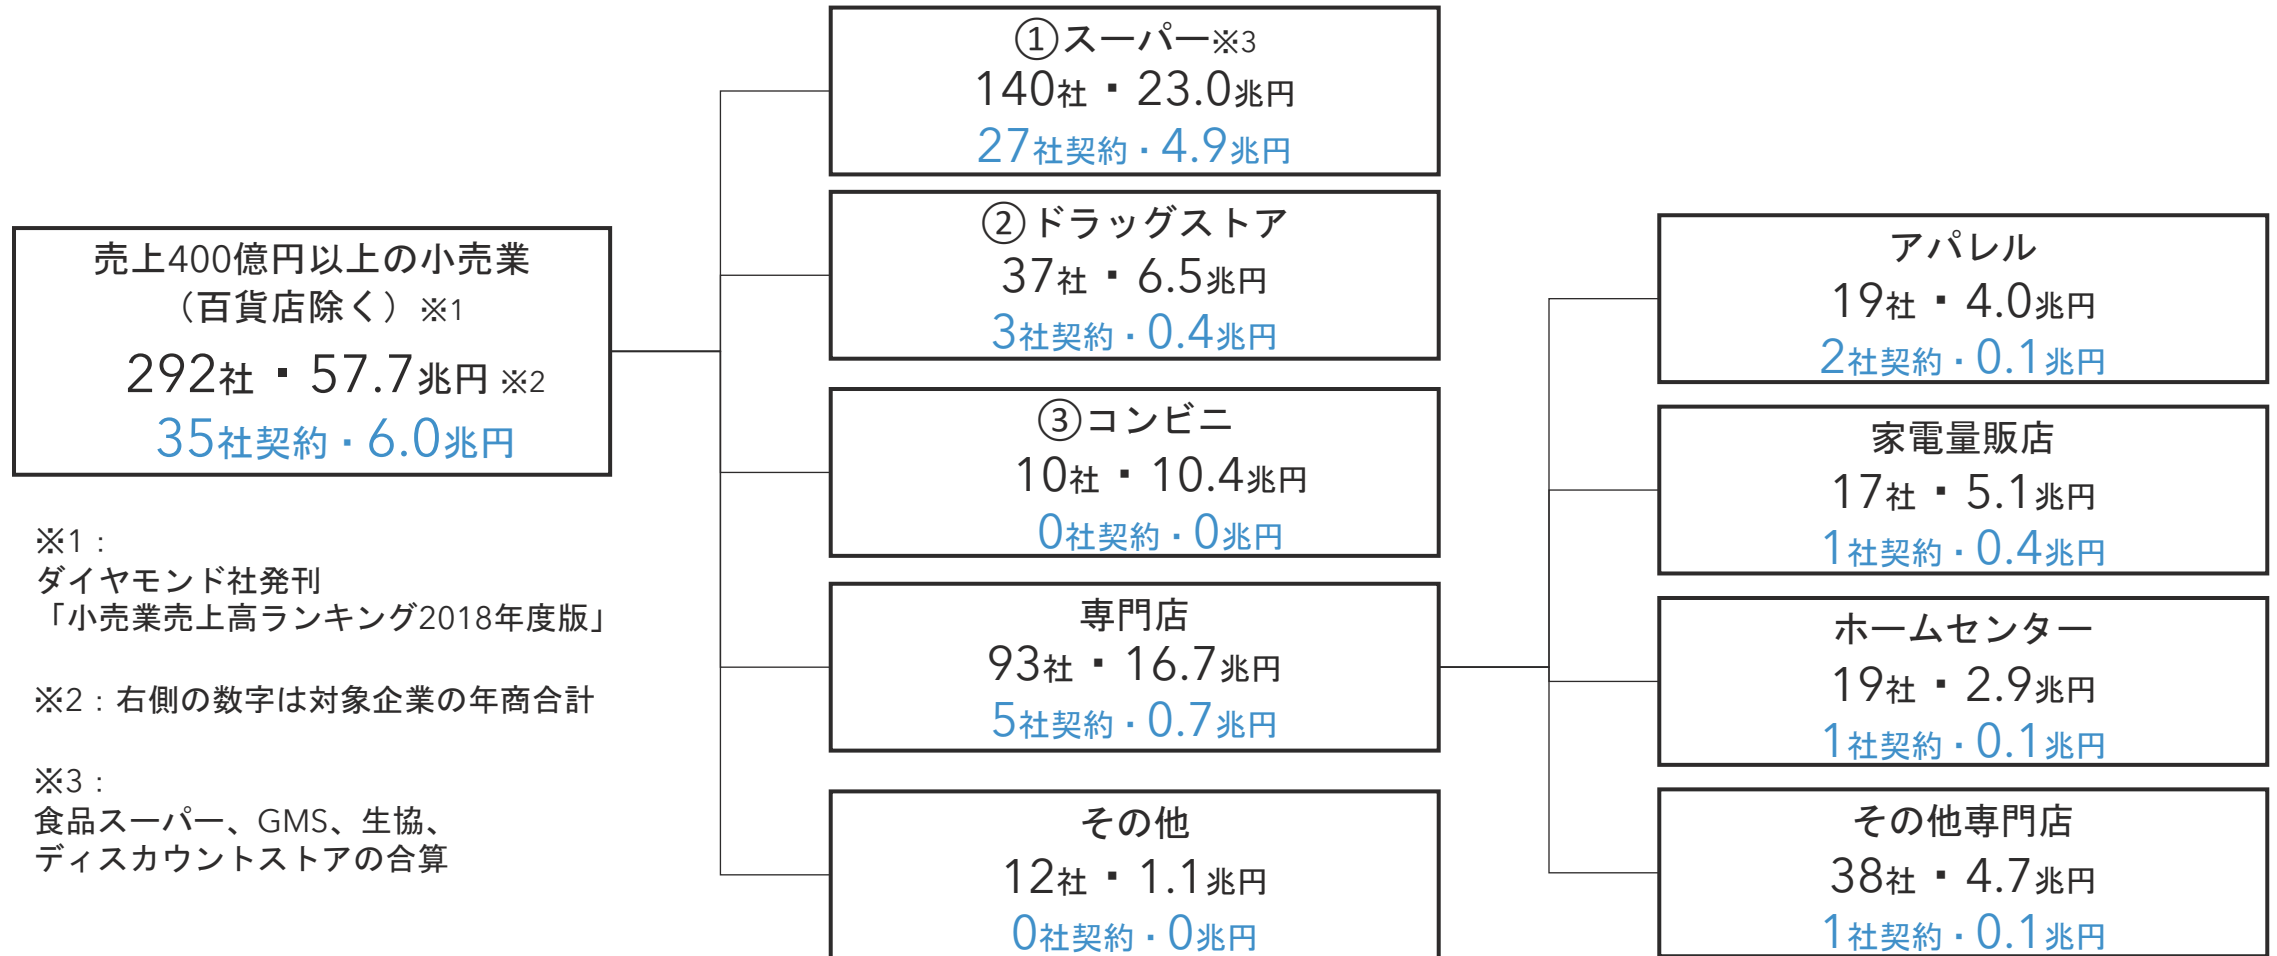 売上400億円以上の小売業
（百貨店除く）※1
292社・57.7兆円 ※2
35社契約・6.0兆円
※1：
ダイヤモンド社発刊
「小売業売上高ランキング2018年度版」
※2：右側の数字は対象企業の年商合計
※3：
食品スーパー、GMS、生協、
ディスカウントストアの合算
①スーパー※3
140社・23.0兆円
27社契約・4.9兆円
②ドラッグストア
37社・6.5兆円
3社契約・0.4兆円
③コンビニ
10社・10.4兆円
0社契約・0兆円
専門店
93社・16.7兆円
5社契約・0.7兆円
その他
12社・1.1兆円
0社契約・0兆円
アパレル
19社・4.0兆円
2社契約・0.1兆円
家電量販店
17社・5.1兆円
1社契約・0.4兆円
ホームセンター
19社・2.9兆円
1社契約・0.1兆円
その他専門店
38社・4.7兆円
1社契約・0.1兆円